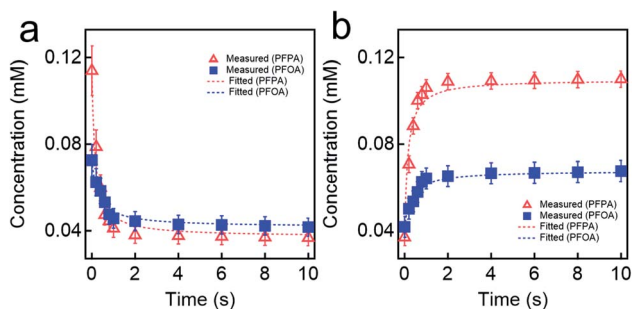 a
0.12
0.08
0.04
Concentration (mM)
Measured (PFPA)
Measured (PFOA)
Fitted (PFPA)
Fitted (PFOA)
0 2 4 6 8 10
Time (s)
b
0.12
0.08
0.04
Concentration (mM)
Measured (PFPA)
Measured (PFOA)
Fitted (PFPA)
Fitted (PFOA)
0 2 4 6 8 10
Time (s)